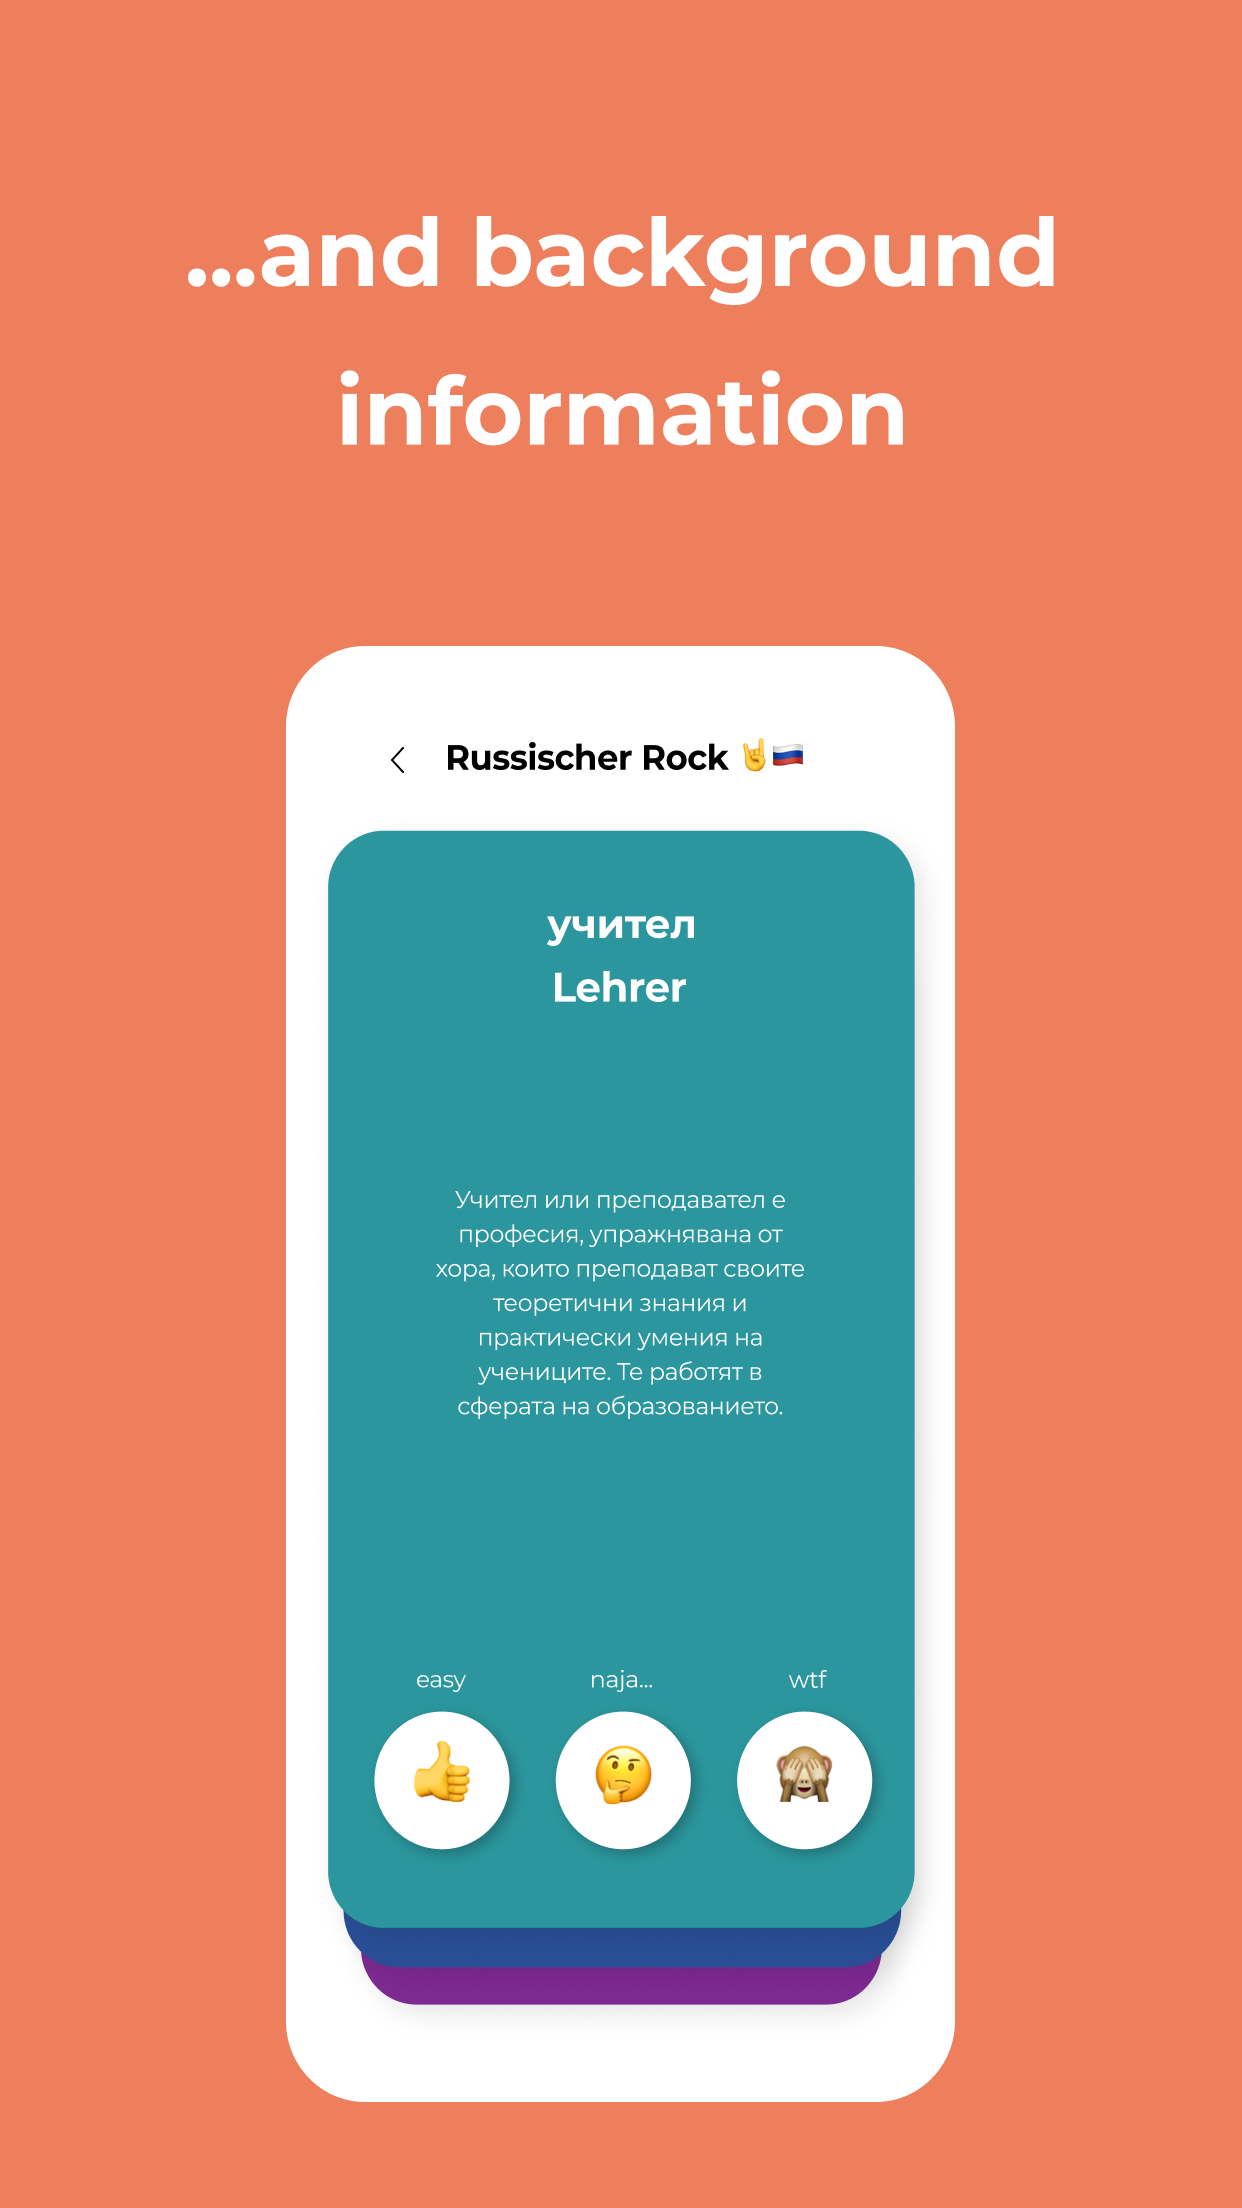 ...and background
information
Russischer Rock 🤘🇷🇺
учител
Lehrer
Учител или преподавател е
професия, упражнявана от
хора, които преподават своите
теоретични знания и
практически умения на
учениците. Те работят в
сферата на образованието.
easy
naja...
wtf